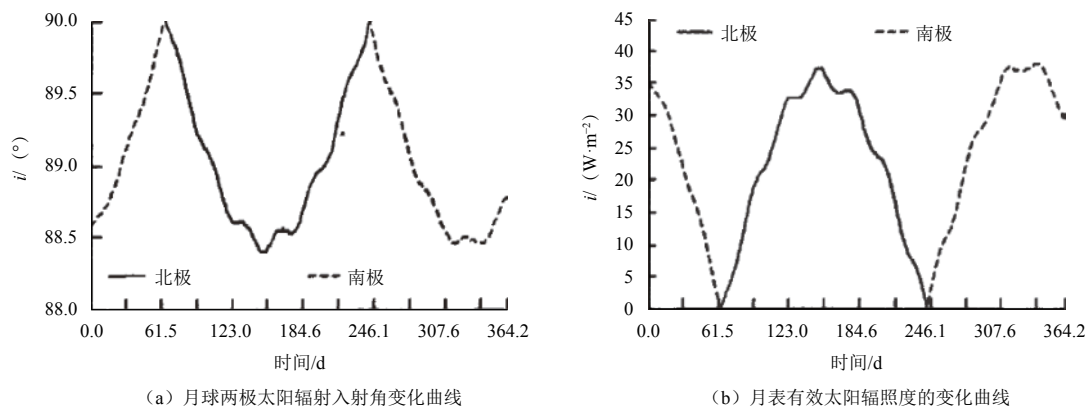 90.0
89.5
89.0
88.5
88.0
i/（°）
北极 南极
0.0 61.5 123.0 184.6 246.1 307.6 364.2
时间/d
（a）月球两极太阳辐射入射角变化曲线
45
40
35
30
25
20
15
10
5
0
i/（W·m⁻²）
北极 南极
0.0 61.5 123.0 184.6 246.1 307.6 364.2
时间/d
（b）月表有效太阳辐照度的变化曲线